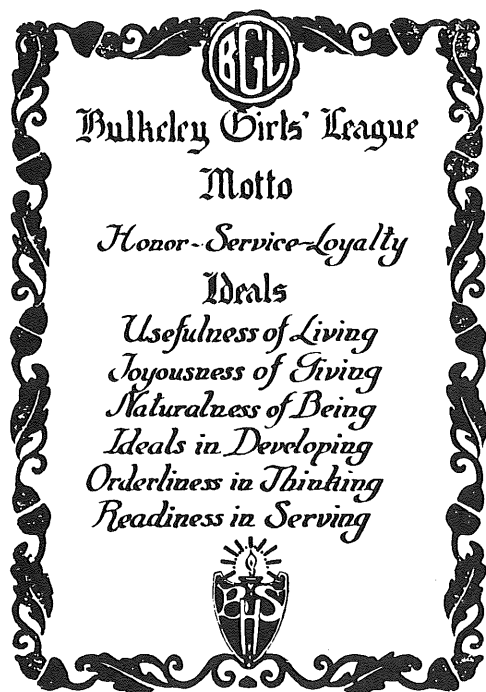 BGL
Bulkeley Girls' League
Motto
Honor-Service-Loyalty
Ideals
Usefulness of Living
Joyousness of Giving
Naturalness of Being
Ideals in Developing
Orderliness in Thinking
Readiness in Serving
BHS